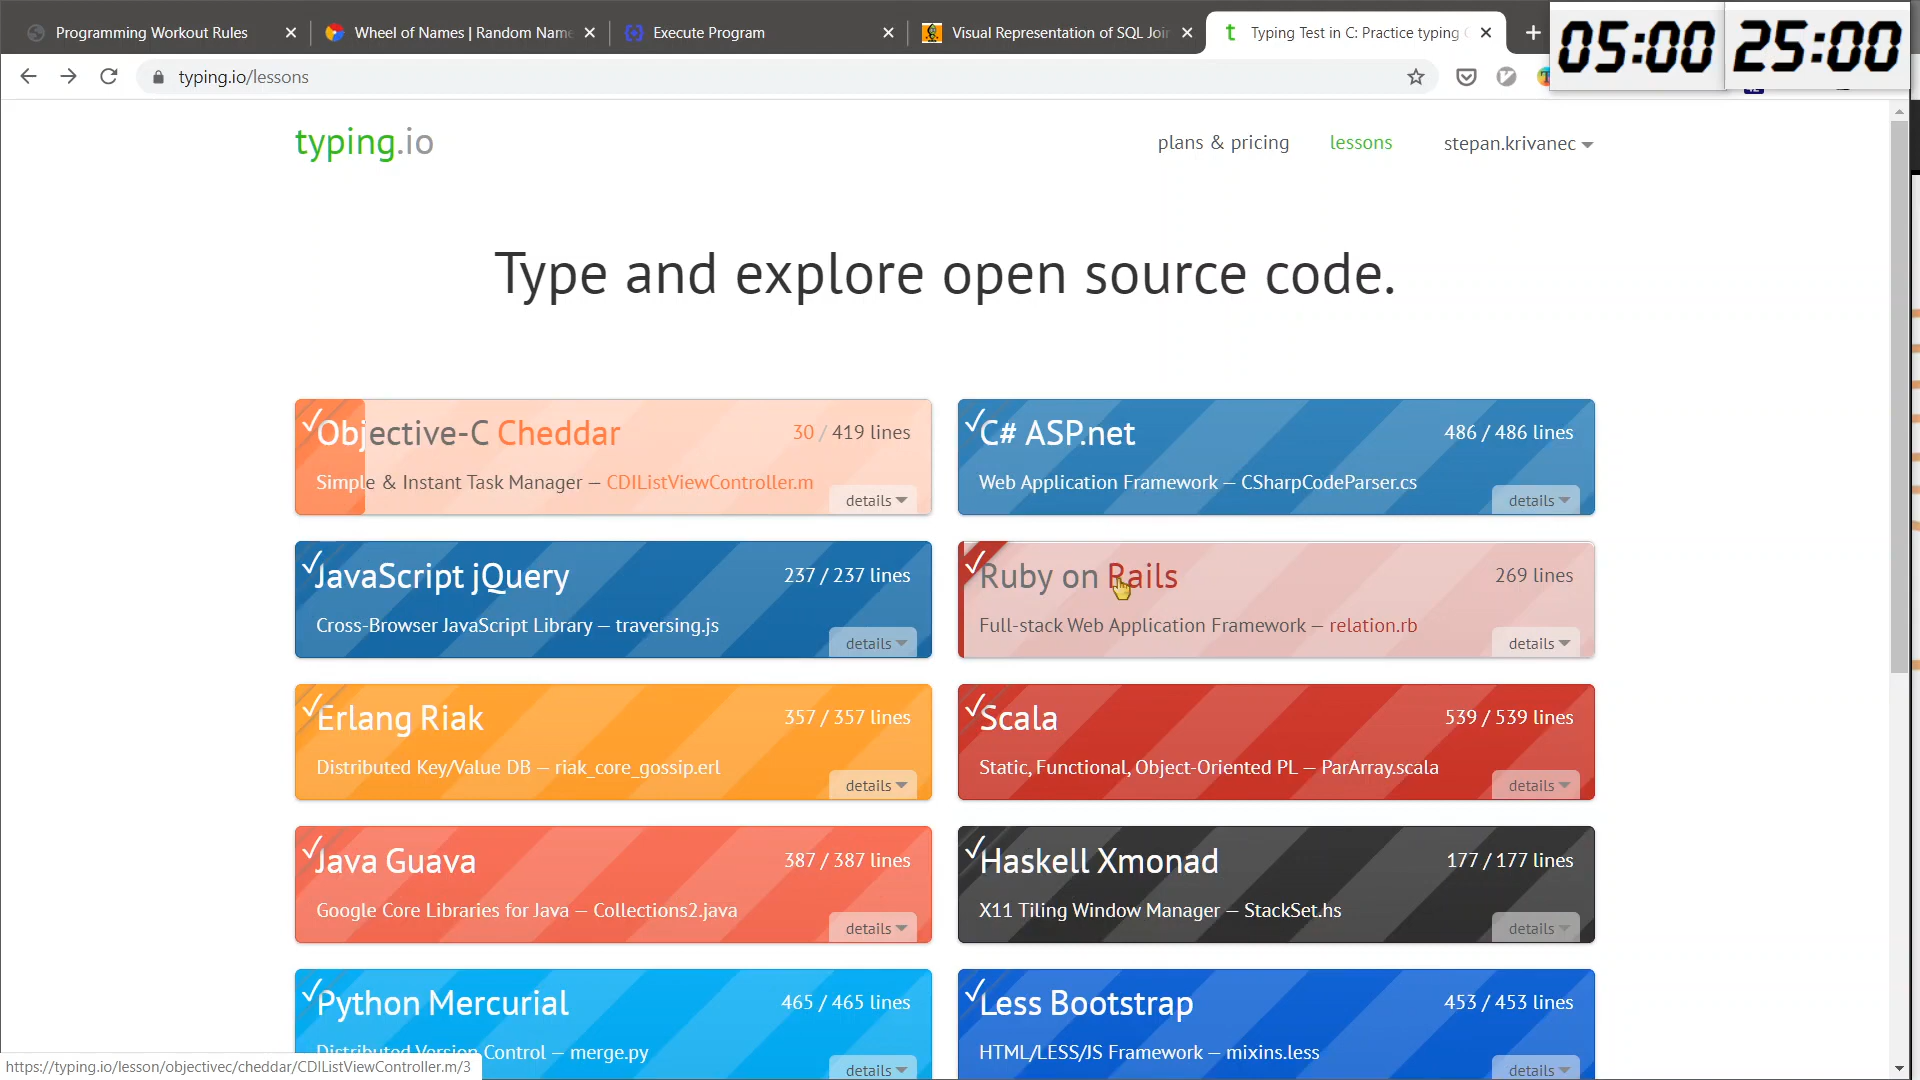 Programming Workout Rules
Wheel of Names | Random Name
Execute Program
Visual Representation of SQL Join
Typing Test in C: Practice typing C
05:00 25:00
typing.io/lessons
typing.io
plans & pricing
lessons
stepan.krivanec
Type and explore open source code.
Objective-C Cheddar
30 / 419 lines
Simple & Instant Task Manager — CDIListViewController.m
details
C# ASP.net
486 / 486 lines
Web Application Framework — CSharpCodeParser.cs
details
JavaScript jQuery
237 / 237 lines
Cross-Browser JavaScript Library — traversing.js
details
Ruby on Rails
269 lines
Full-stack Web Application Framework — relation.rb
details
Erlang Riak
357 / 357 lines
Distributed Key/Value DB — riak_core_gossip.erl
details
Scala
539 / 539 lines
Static, Functional, Object-Oriented PL — ParArray.scala
details
Java Guava
387 / 387 lines
Google Core Libraries for Java — Collections2.java
details
Haskell Xmonad
177 / 177 lines
X11 Tiling Window Manager — StackSet.hs
details
Python Mercurial
465 / 465 lines
Distributed Version Control — merge.py
details
Less Bootstrap
453 / 453 lines
HTML/LESS/JS Framework — mixins.less
details
https://typing.io/lesson/objectivec/cheddar/CDIListViewController.m/3